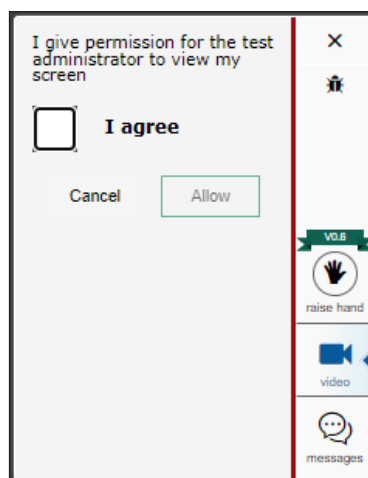 I give permission for the test
administrator to view my
screen
I agree
Cancel
Allow
V0.6
raise hand
video
messages